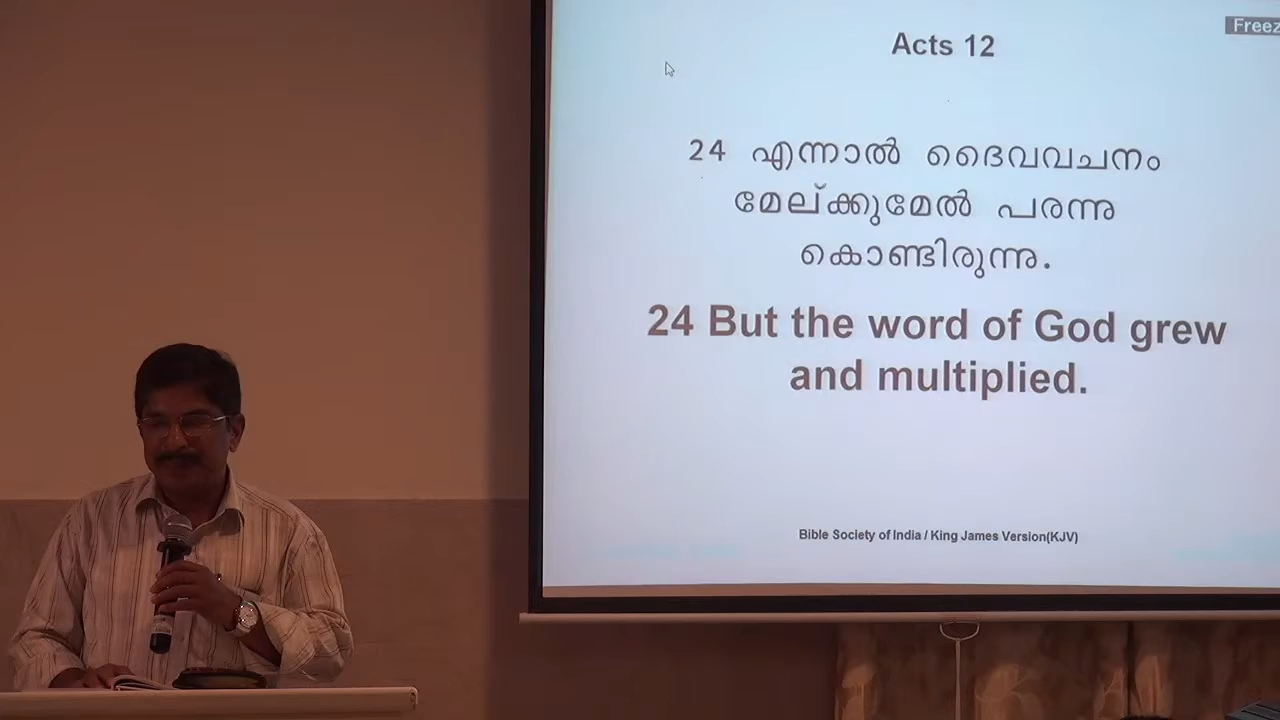 Freez
Acts 12
24 എന്നാൽ ദൈവവചനം
മേല്ക്കുമേൽ പരന്നു
കൊണ്ടിരുന്നു.
24 But the word of God grew
and multiplied.
Bible Society of India / King James Version(KJV)